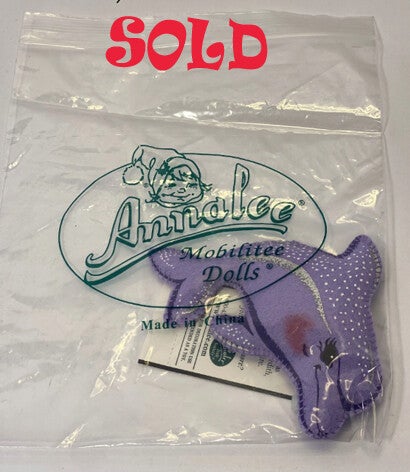 SOLD
Annalee®
Mobilitee
Dolls®
Made in China